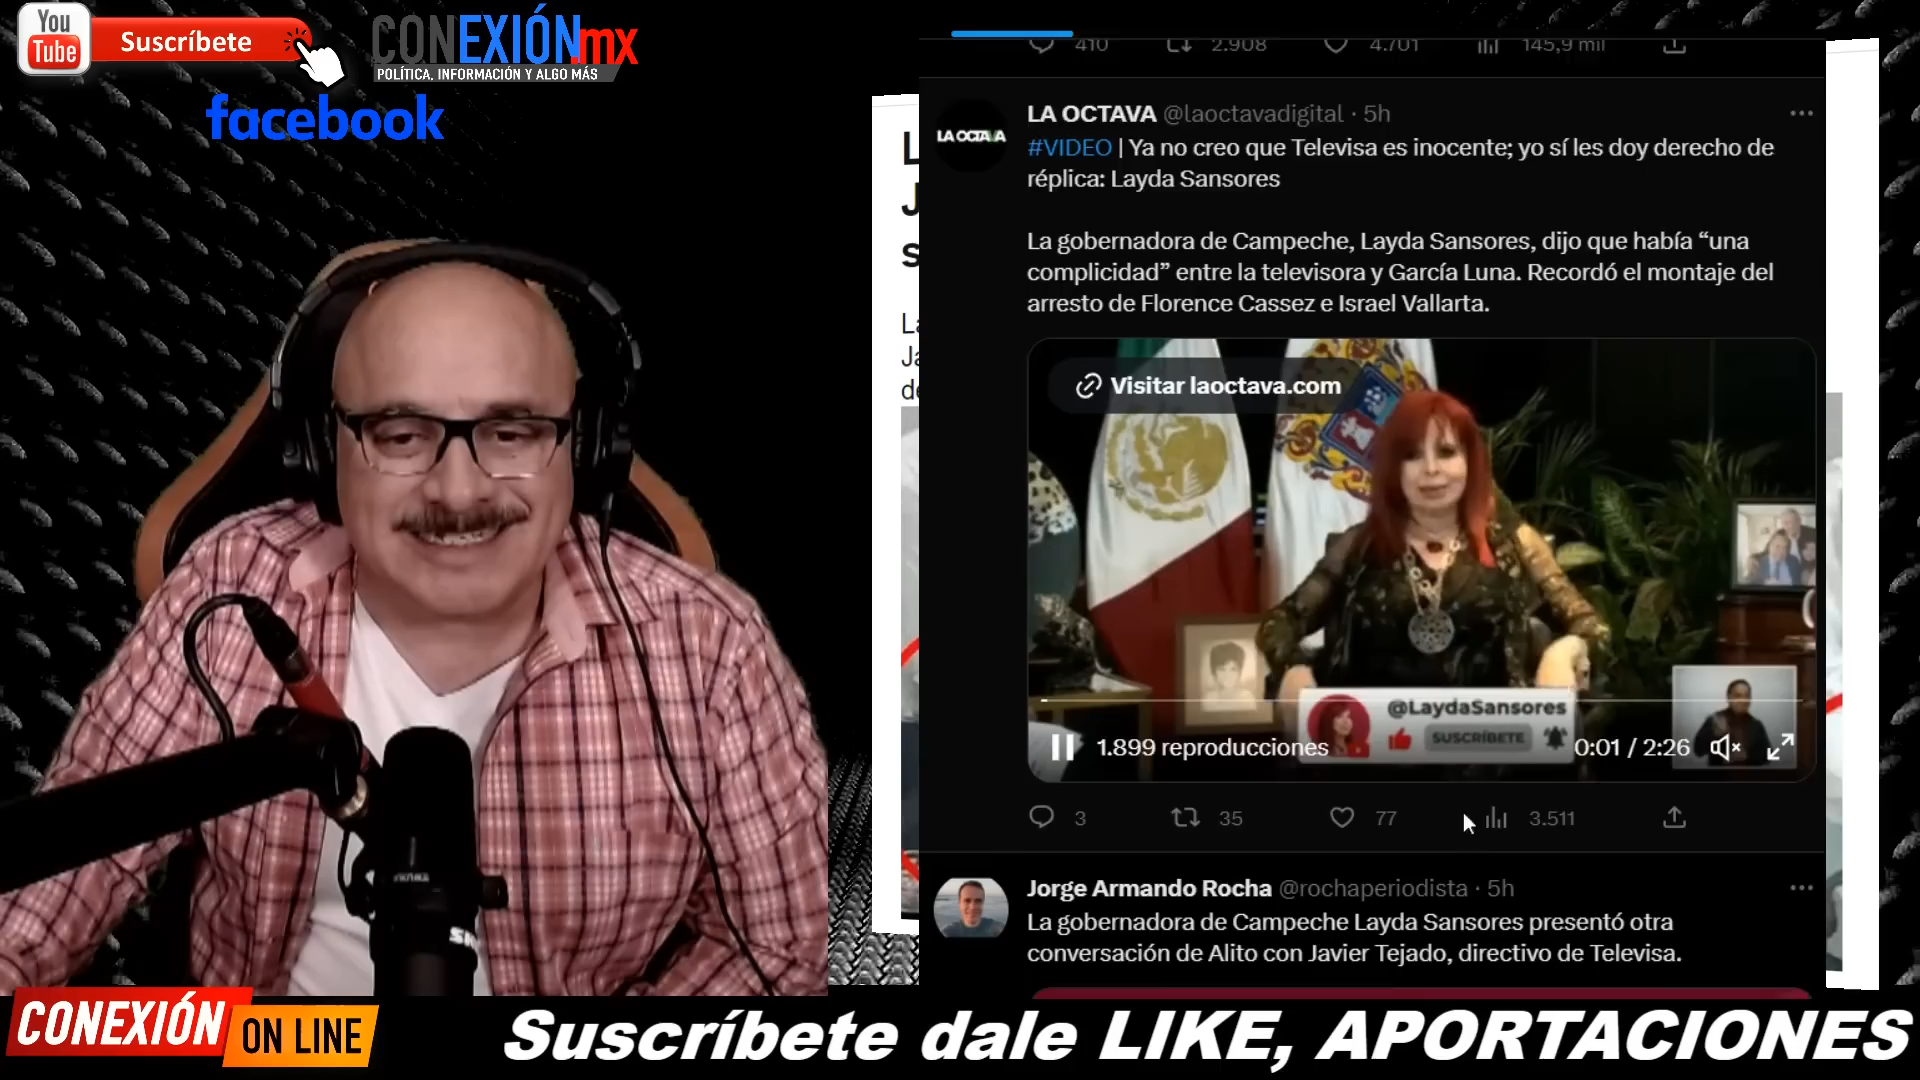 You
Tube
Suscríbete
CONEXIÓN.mx
POLÍTICA, INFORMACIÓN Y ALGO MÁS
facebook
410 2.908 4.701 145,9 mil
LA OCTAVA @laoctavadigital · 5h
LA OCTAVA
#VIDEO | Ya no creo que Televisa es inocente; yo sí les doy derecho de
réplica: Layda Sansores
La gobernadora de Campeche, Layda Sansores, dijo que había “una
complicidad” entre la televisora y García Luna. Recordó el montaje del
arresto de Florence Cassez e Israel Vallarta.
Visitar laoctava.com
@LaydaSansores
SUSCRÍBETE
1.899 reproducciones
0:01 / 2:26
3 35 77 3.511
Jorge Armando Rocha @rochaperiodista · 5h
La gobernadora de Campeche Layda Sansores presentó otra
conversación de Alito con Javier Tejado, directivo de Televisa.
CONEXIÓN
ON LINE
Suscríbete dale LIKE, APORTACIONES